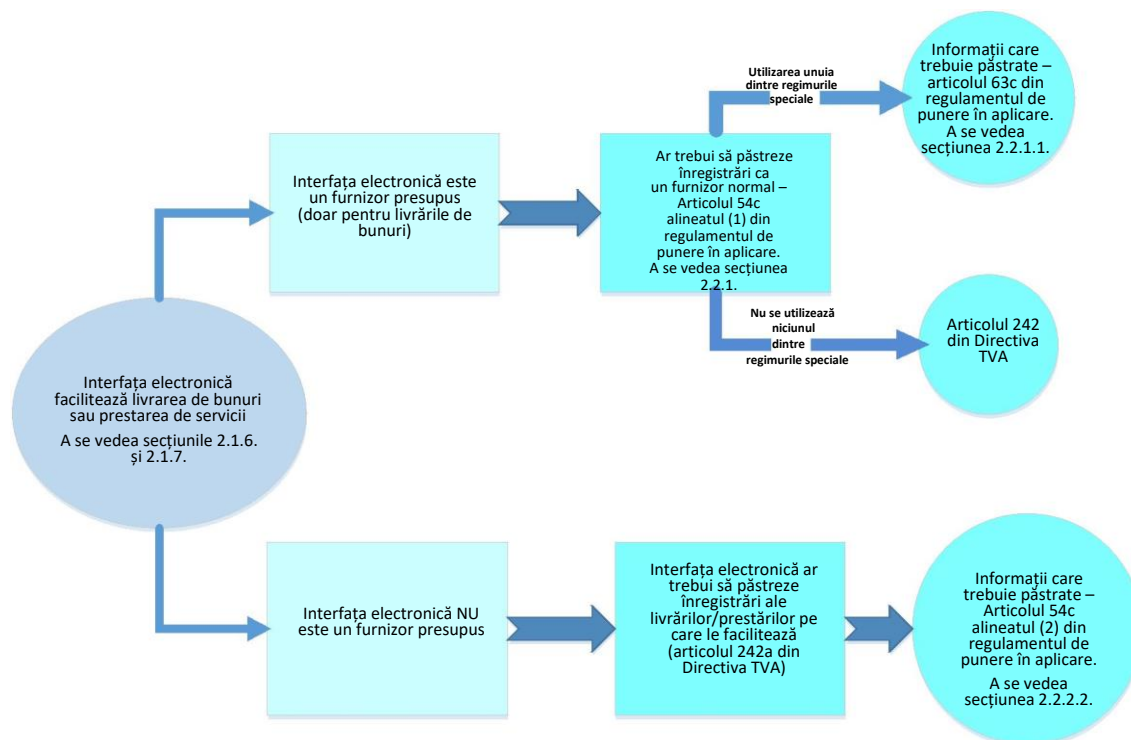 Interfața electronică
facilitează livrarea de bunuri
sau prestarea de servicii
A se vedea secțiunile 2.1.6.
și 2.1.7.
Interfața electronică este
un furnizor presupus
(doar pentru livrările de
bunuri)
Ar trebui să păstreze
înregistrări ca
un furnizor normal –
Articolul 54c
alineatul (1) din
regulamentul de
punere în aplicare.
A se vedea secțiunea
2.2.1.
Utilizarea unuia
dintre regimurile
speciale
Informații care
trebuie păstrate –
articolul 63c din
regulamentul de
punere în aplicare.
A se vedea
secțiunea 2.2.1.1.
Nu se utilizează
niciunul
dintre
regimurile speciale
Articolul 242
din Directiva
TVA
Interfața electronică NU
este un furnizor presupus
Interfața electronică ar
trebui să păstreze
înregistrări ale
livrărilor/prestărilor pe
care le facilitează
(articolul 242a din
Directiva TVA)
Informații care
trebuie păstrate –
Articolul 54c
alineatul (2) din
regulamentul de
punere în aplicare.
A se vedea
secțiunea 2.2.2.2.